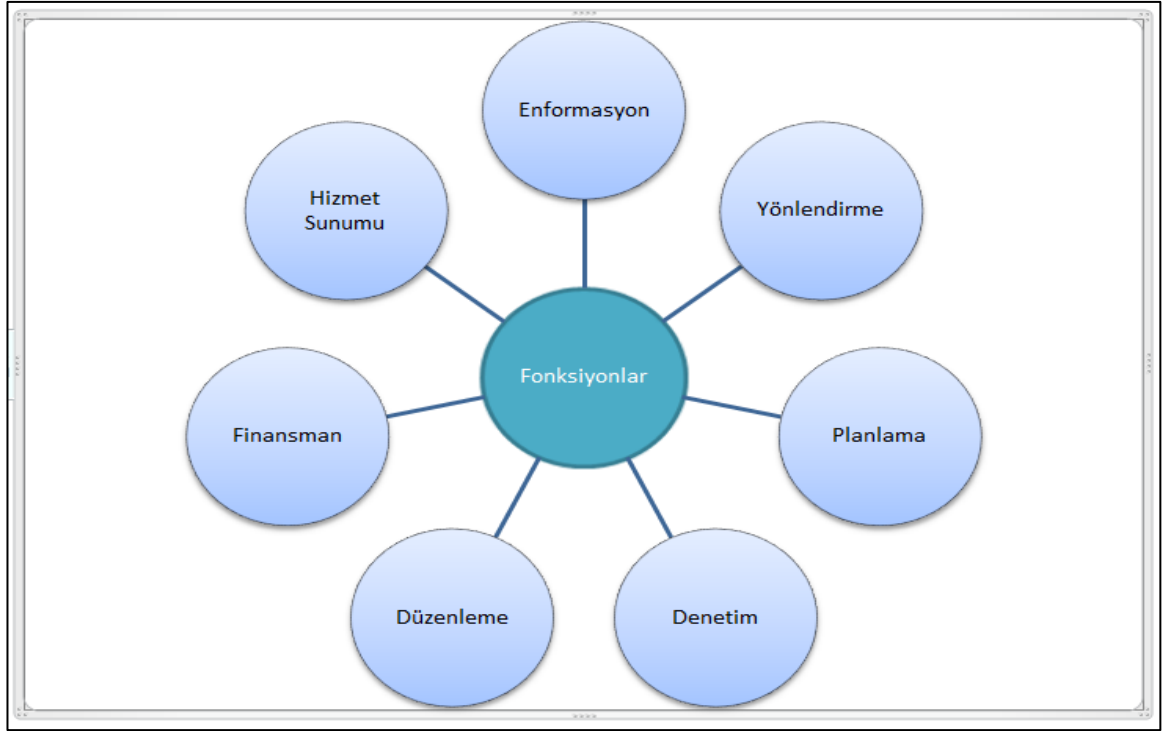 Enformasyon
Yönlendirme
Planlama
Denetim
Düzenleme
Finansman
Hizmet
Sunumu
Fonksiyonlar